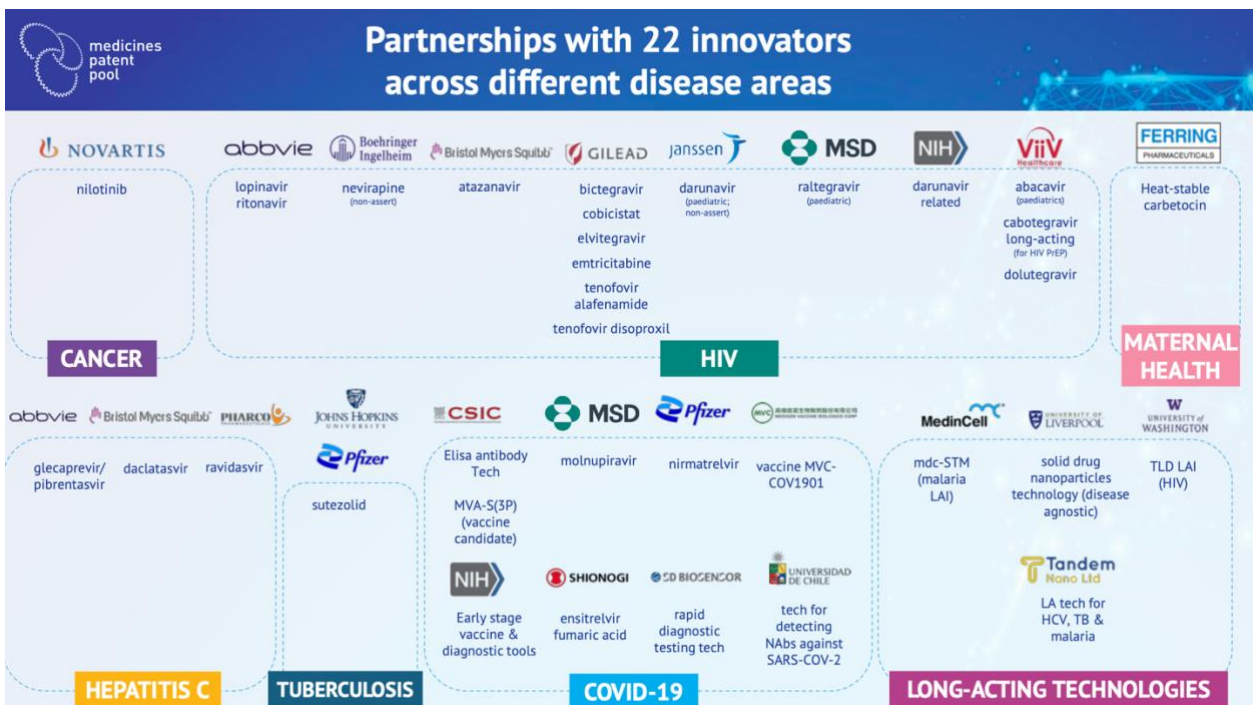 medicines
patent
pool
Partnerships with 22 innovators
across different disease areas
NOVARTIS
nilotinib
CANCER
abbvie
lopinavir
ritonavir
Boehringer
Ingelheim
nevirapine
(non-assert)
Bristol Myers Squibb
atazanavir
GILEAD
bictegravir
cobicistat
elvitegravir
emtricitabine
tenofovir
alafenamide
tenofovir disoproxil
janssen
darunavir
(paediatric;
non-assert)
MSD
raltegravir
(paediatric)
NIH
darunavir
related
ViiV
Healthcare
abacavir
(paediatrics)
cabotegravir
long-acting
(for HIV PrEP)
dolutegravir
HIV
FERRING
PHARMACEUTICALS
Heat-stable
carbetocin
MATERNAL
HEALTH
abbvie
glecaprevir/
pibrentasvir
Bristol Myers Squibb
daclatasvir
PHARCO
ravidasvir
HEPATITIS C
JOHNS HOPKINS
UNIVERSITY
Pfizer
sutezolid
TUBERCULOSIS
CSIC
Elisa antibody
Tech
MVA-S(3P)
(vaccine
candidate)
MSD
molnupiravir
Pfizer
nirmatrelvir
MVC
vaccine MVC-
COV1901
NIH
Early stage
vaccine &
diagnostic tools
SHIONOGI
ensitrelvir
fumaric acid
SD BIOSENSOR
rapid
diagnostic
testing tech
UNIVERSIDAD
DE CHILE
tech for
detecting
NAbs against
SARS-COV-2
COVID-19
MedinCell
mdc-STM
(malaria
LAI)
UNIVERSITY OF
LIVERPOOL
solid drug
nanoparticles
technology (disease
agnostic)
W
UNIVERSITY of
WASHINGTON
TLD LAI
(HIV)
Tandem
Nano Ltd
LA tech for
HCV, TB &
malaria
LONG-ACTING TECHNOLOGIES